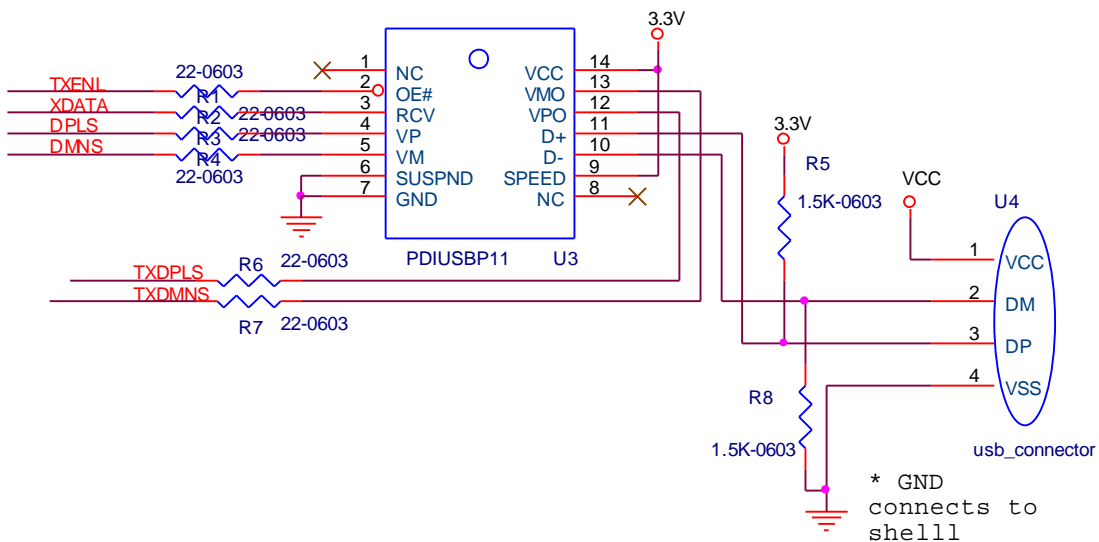 3.3V
22-0603
1 NC VCC 14
TXENL R1 2 OE# VMO 13
22-0603
XDATA R2 3 RCV VPO 12
22-0603
DPLS R3 4 VP D+ 11
DMNS R4 5 VM D- 10
22-0603
6 SUSPND SPEED 9
7 GND NC 8
3.3V
R5
1.5K-0603
VCC
U4
PDIUSBP11 U3
TXDPLS R6 22-0603
TXDMNS
R7 22-0603
1 VCC
2 DM
3 DP
4 VSS
R8
1.5K-0603
usb_connector
* GND
connects to
shelll